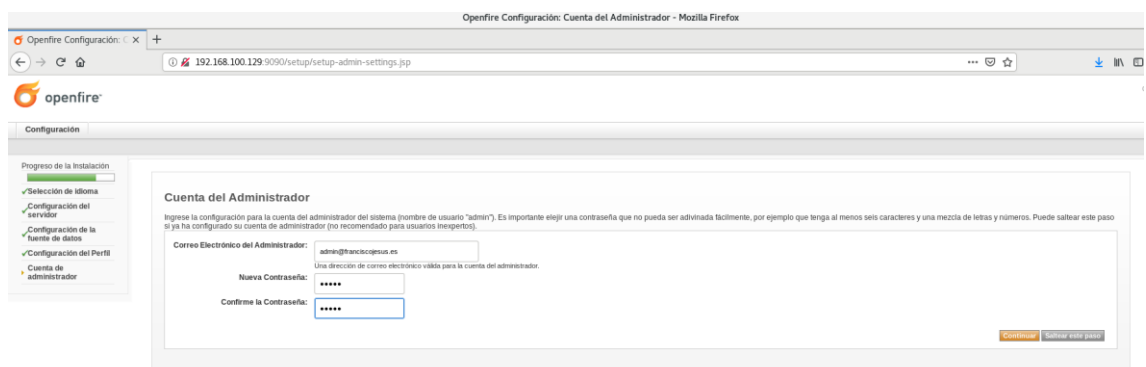 Openfire Configuración: Cuenta del Administrador - Mozilla Firefox
Openfire Configuración: C
192.168.100.129:9090/setup/setup-admin-settings.jsp
openfire
Configuración
Progreso de la Instalación
Selección de idioma
Configuración del
servidor
Configuración de la
fuente de datos
Configuración del Perfil
Cuenta de
administrador
Cuenta del Administrador
Ingrese la configuración para la cuenta del administrador del sistema (nombre de usuario "admin"). Es importante elejir una contraseña que no pueda ser adivinada fácilmente, por ejemplo que tenga al menos seis caracteres y una mezcla de letras y números. Puede saltear este paso
si ya ha configurado su cuenta de administrador (no recomendado para usuarios inexpertos).
Correo Electrónico del Administrador: admin@franciscojesus.es
Una dirección de correo electrónico válida para la cuenta del administrador.
Nueva Contraseña: •••••
Confirme la Contraseña: •••••
Continuar Saltear este paso